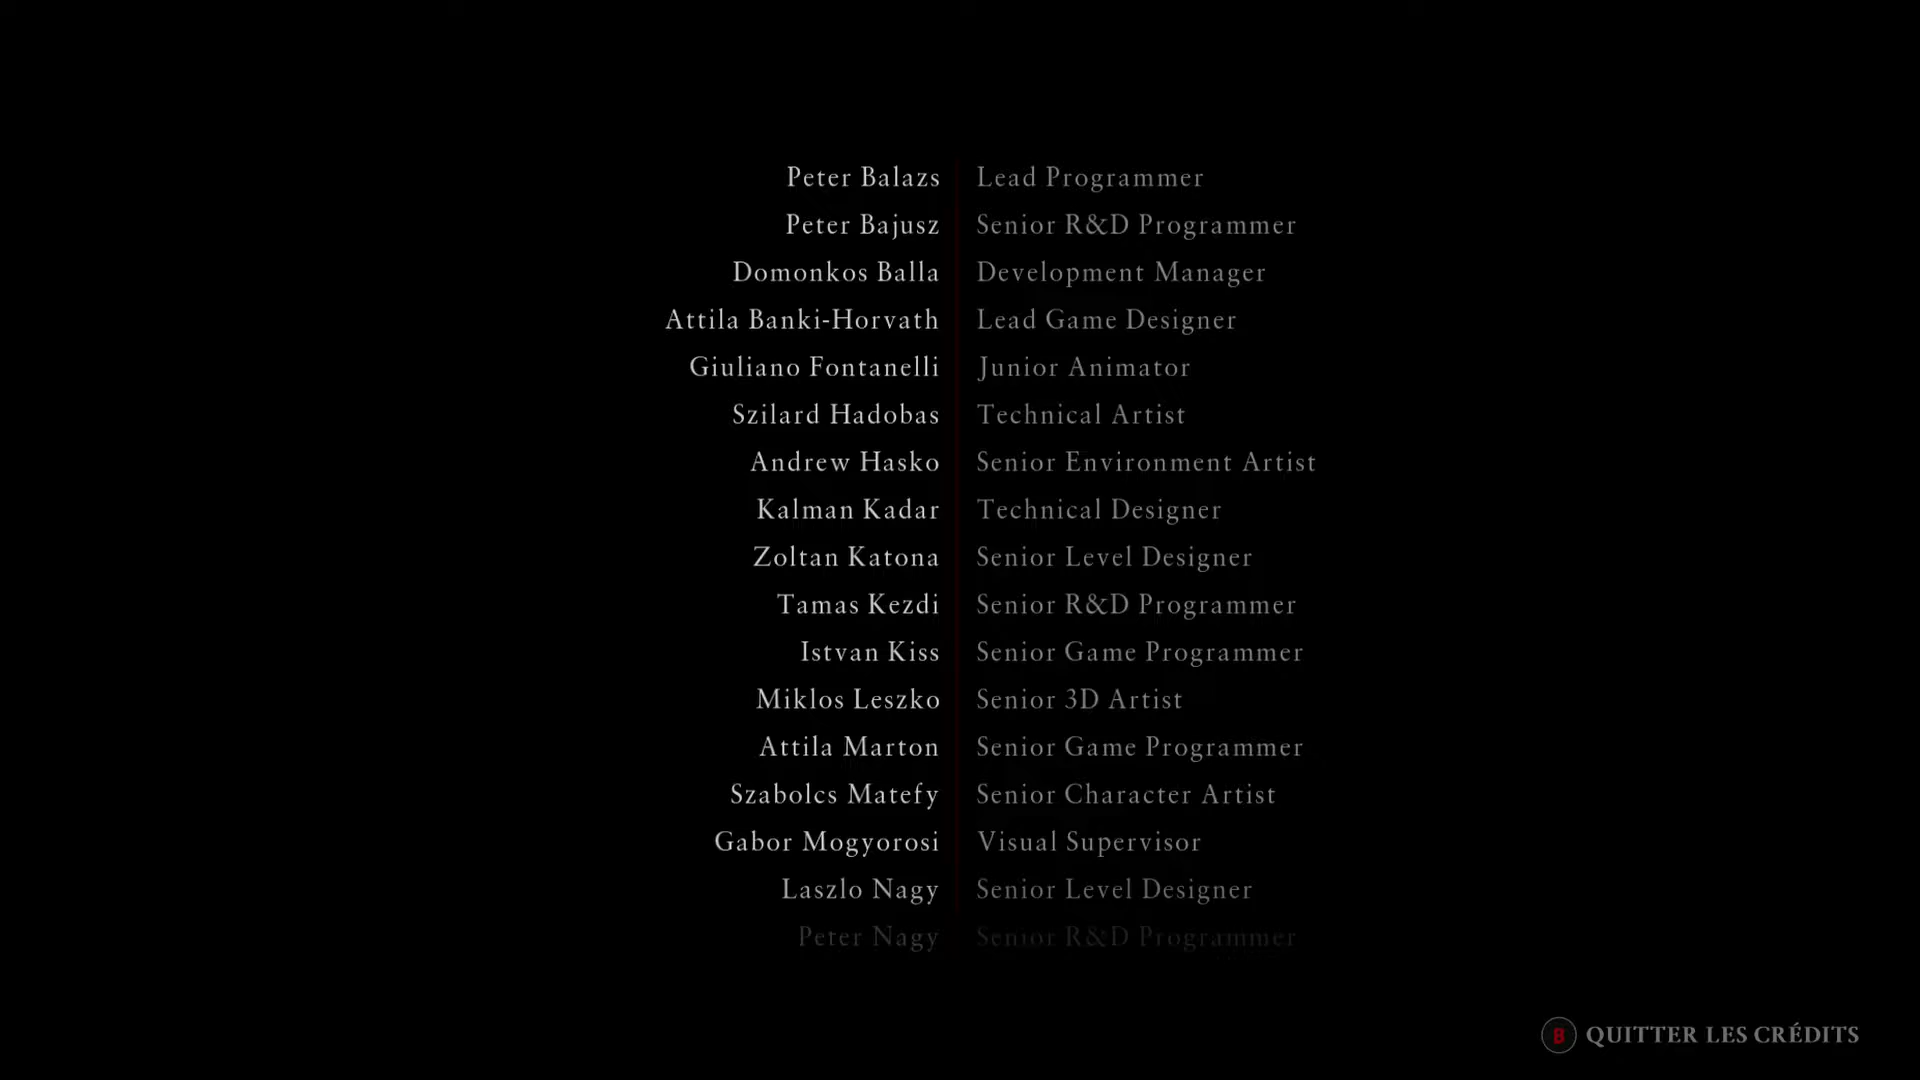 Peter Balazs Lead Programmer
Peter Bajusz Senior R&D Programmer
Domonkos Balla Development Manager
Attila Banki-Horvath Lead Game Designer
Giuliano Fontanelli Junior Animator
Szilard Hadobas Technical Artist
Andrew Hasko Senior Environment Artist
Kalman Kadar Technical Designer
Zoltan Katona Senior Level Designer
Tamas Kezdi Senior R&D Programmer
Istvan Kiss Senior Game Programmer
Miklos Leszko Senior 3D Artist
Attila Marton Senior Game Programmer
Szabolcs Matefy Senior Character Artist
Gabor Mogyorosi Visual Supervisor
Laszlo Nagy Senior Level Designer
Peter Nagy Senior R&D Programmer
B QUITTER LES CRÉDITS